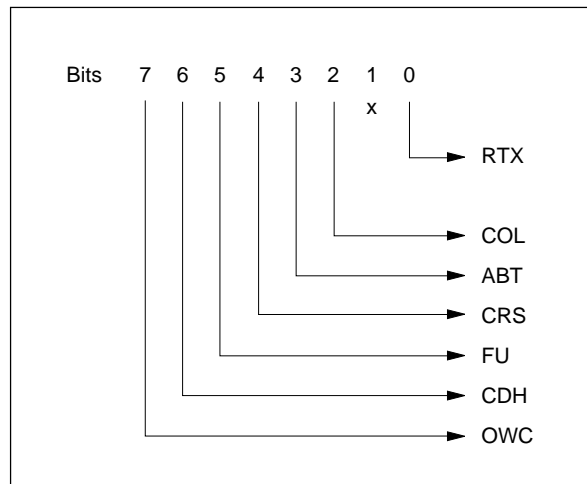 Bits 7 6 5 4 3 2 1 0
x
RTX
COL
ABT
CRS
FU
CDH
OWC